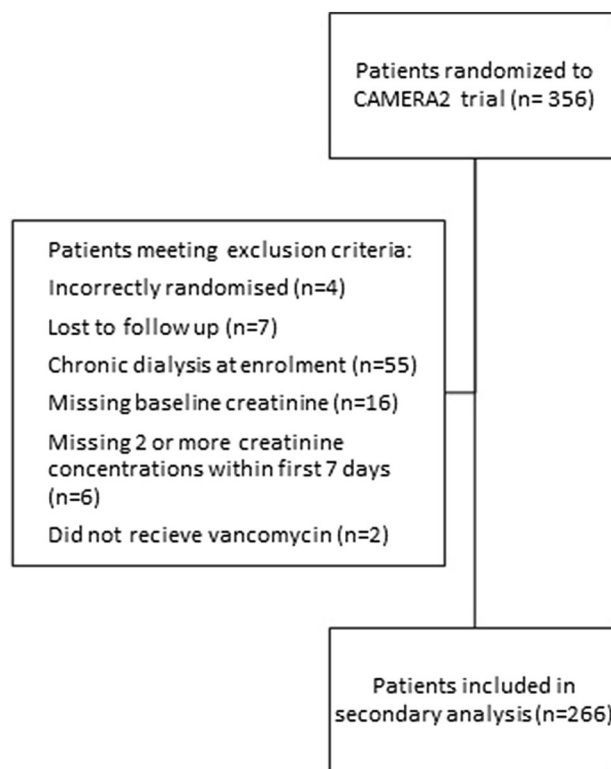 Patients randomized to
CAMERA2 trial (n= 356)
Patients meeting exclusion criteria:
Incorrectly randomised (n=4)
Lost to follow up (n=7)
Chronic dialysis at enrolment (n=55)
Missing baseline creatinine (n=16)
Missing 2 or more creatinine
concentrations within first 7 days
(n=6)
Did not recieve vancomycin (n=2)
Patients included in
secondary analysis (n=266)